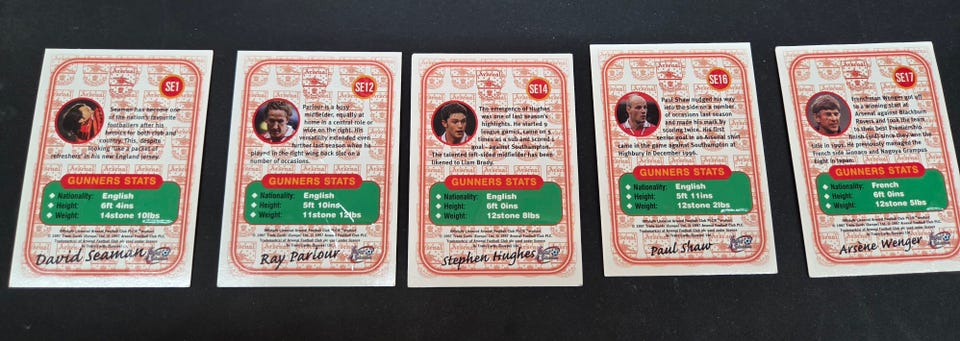 SE1
Seaman has become one
of the nation's favourite
footballers after his
heroics for both club and
country. This, despite
looking 'like a packet of
refreshers' in his new England jersey.
GUNNERS STATS
Nationality: English
Height: 6ft 4ins
Weight: 14stone 10lbs
David Seaman
SE12
Parlour is a busy
midfielder, equally at
home in a central role or
wide on the right. His
versatility extended even
further last season when he
played in the right wing back slot on a
number of occasions.
GUNNERS STATS
Nationality: English
Height: 5ft 10ins
Weight: 11stone 12lbs
Ray Parlour
SE14
The emergence of Hughes
was one of last season's
highlights. He started 9
league games, came on 5
times as a sub and scored 1
goal - against Southampton.
The talented left-sided midfielder has been
likened to Liam Brady.
GUNNERS STATS
Nationality: English
Height: 6ft 0ins
Weight: 12stone 8lbs
Stephen Hughes
SE16
Paul Shaw nudged his way
into the side on a number
of occasions last season
and made his mark by
scoring twice. His first
senior goal in an Arsenal shirt
came in the game against Southampton at
Highbury in December 1996.
GUNNERS STATS
Nationality: English
Height: 5ft 11ins
Weight: 12stone 2lbs
Paul Shaw
SE17
Frenchman Wenger got off
to a winning start at
Arsenal against Blackburn
Rovers and took the team
to their best Premiership
finish (3rd) since they won the
title in 1991. He previously managed the
French side Monaco and Nagoya Grampus
Eight in Japan.
GUNNERS STATS
Nationality: French
Height: 6ft 0ins
Weight: 12stone 5lbs
Arsène Wenger